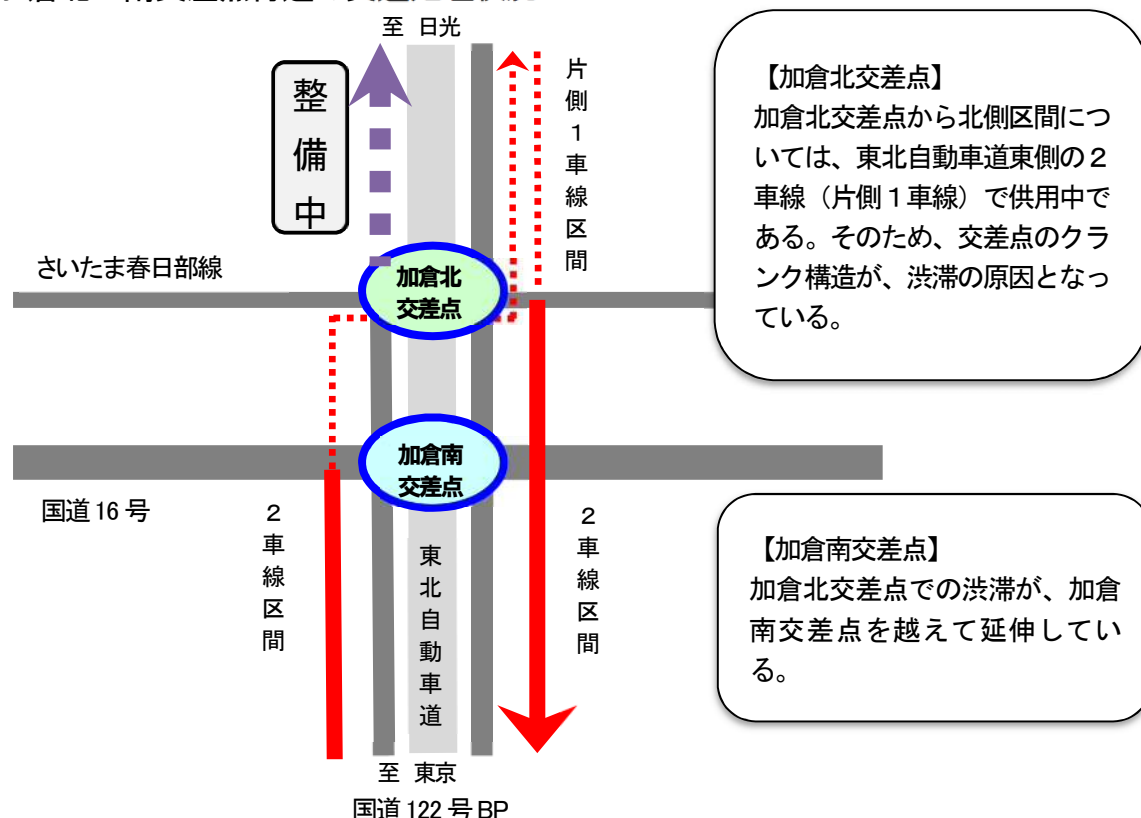 至 日光
整備中
片側1車線区間
【加倉北交差点】
加倉北交差点から北側区間につ
いては、東北自動車道東側の2
車線（片側1車線）で供用中で
ある。そのため、交差点のクラ
ンク構造が、渋滞の原因となっ
ている。
さいたま春日部線
加倉北
交差点
加倉南
交差点
国道16号
2車線区間
東北自動車道
2車線区間
【加倉南交差点】
加倉北交差点での渋滞が、加倉
南交差点を越えて延伸してい
る。
至 東京
国道122号BP